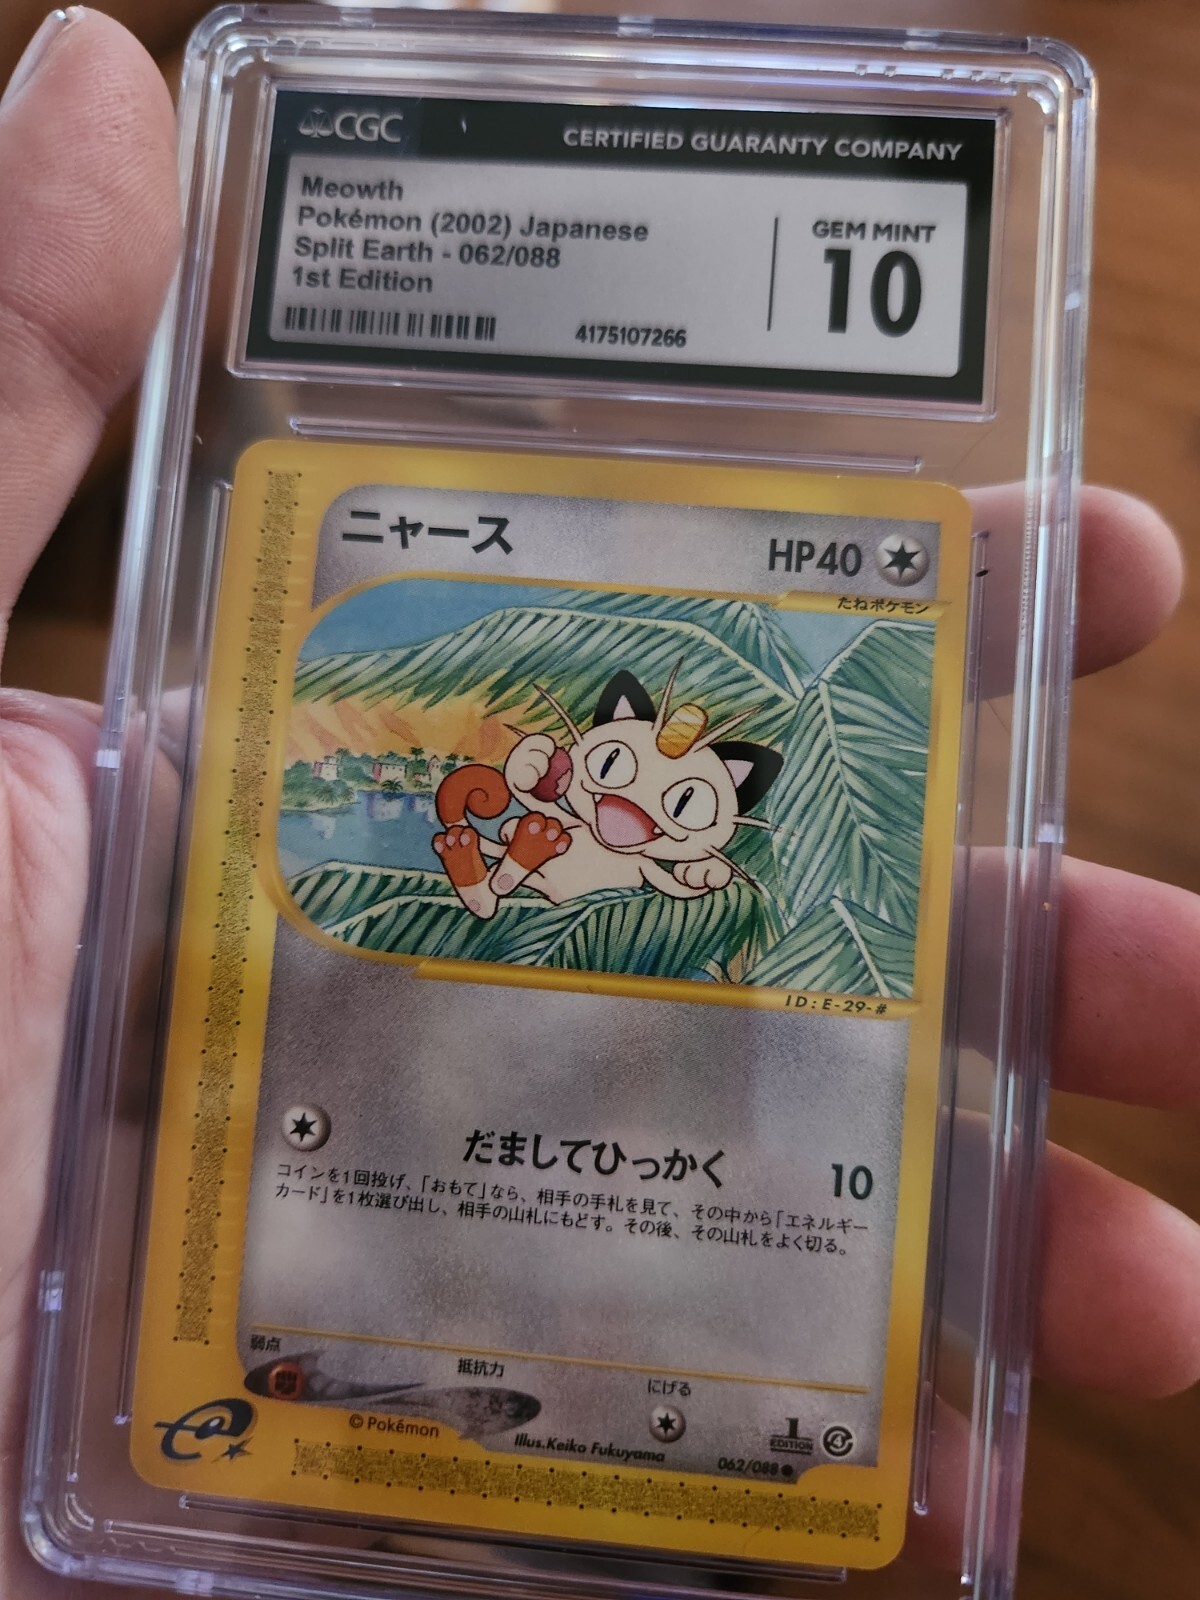 CGC
CERTIFIED GUARANTY COMPANY
Meowth
Pokémon (2002) Japanese
Split Earth - 062/088
1st Edition
4175107266
GEM MINT
10
ニャース
HP40
たねポケモン
ID:E-29-#
だましてひっかく
10
コインを1回投げ、「おもて」なら、相手の手札を見て、その中から「エネルギー
カード」を1枚選び出し、相手の山札にもどす。その後、その山札をよく切る。
弱点
抵抗力
にげる
© Pokémon
Illus.Keiko Fukuyama
1
EDITION
062/088
e